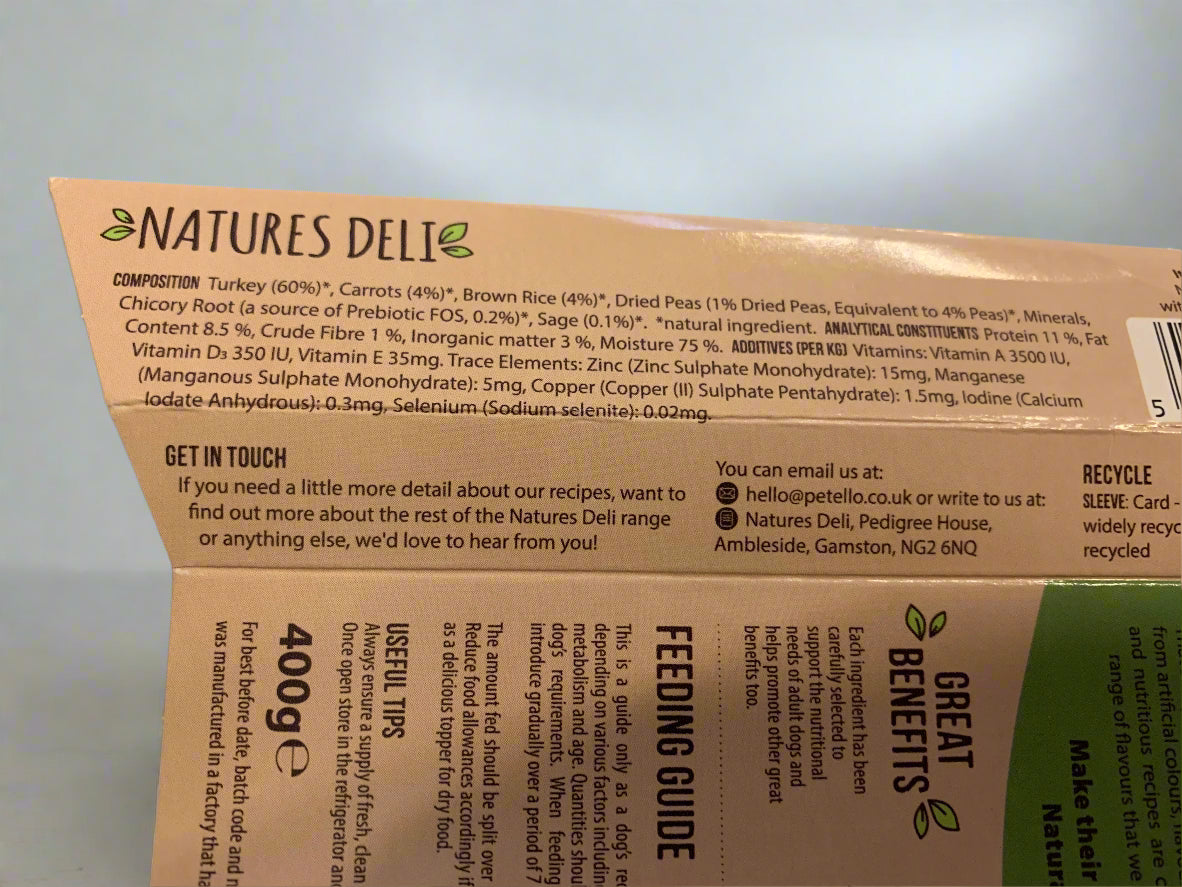 NATURES DELI
COMPOSITION Turkey (60%)*, Carrots (4%)*, Brown Rice (4%)*, Dried Peas (1% Dried Peas, Equivalent to 4% Peas)*, Minerals,
Chicory Root (a source of Prebiotic FOS, 0.2%)*, Sage (0.1%)*. *natural ingredient. ANALYTICAL CONSTITUENTS Protein 11 %, Fat
Content 8.5 %, Crude Fibre 1 %, Inorganic matter 3 %, Moisture 75 %. ADDITIVES (PER KG) Vitamins: Vitamin A 3500 IU,
Vitamin D3 350 IU, Vitamin E 35mg. Trace Elements: Zinc (Zinc Sulphate Monohydrate): 15mg, Manganese
(Manganous Sulphate Monohydrate): 5mg, Copper (Copper (II) Sulphate Pentahydrate): 1.5mg, Iodine (Calcium
Iodate Anhydrous): 0.3mg, Selenium (Sodium selenite): 0.02mg.
5
GET IN TOUCH
If you need a little more detail about our recipes, want to
find out more about the rest of the Natures Deli range
or anything else, we'd love to hear from you!
You can email us at:
hello@petello.co.uk or write to us at:
Natures Deli, Pedigree House,
Ambleside, Gamston, NG2 6NQ
RECYCLE
SLEEVE: Card -
widely recyc
recycled
from artificial colours,
and nutritious recipes are
range of flavours that we
Make their
GREAT
BENEFITS
Each ingredient has been
carefully selected to
support the nutritional
needs of adult dogs and
helps promote other great
benefits too.
FEEDING GUIDE
This is a guide only as a dog's
depending on various factors
metabolism and age. Quantities
dog's requirements. When feeding
introduce gradually over a period of 7
The amount fed should be split over
Reduce food allowances accordingly if
as a delicious topper for dry food.
USEFUL TIPS
Always ensure a supply of fresh, clean
Once open store in the refrigerator
400g e
For best before date, batch code and
was manufactured in a factory that